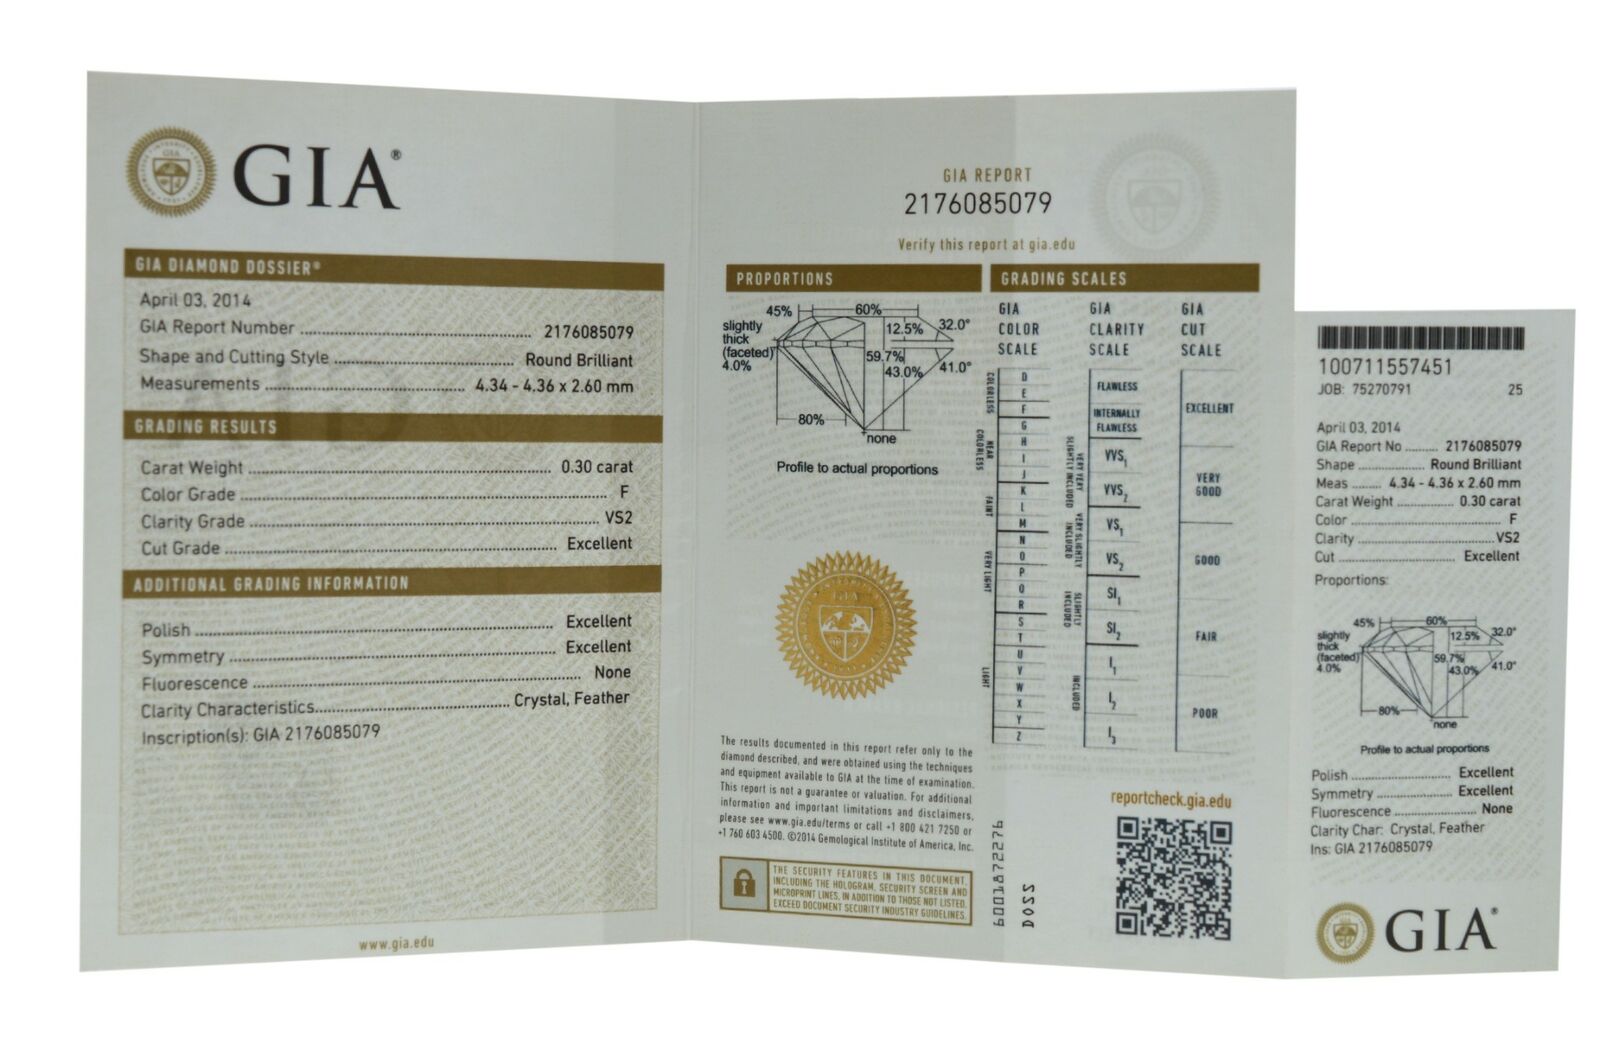 GIA®
GIA DIAMOND DOSSIER®
April 03, 2014
GIA Report Number 2176085079
Shape and Cutting Style Round Brilliant
Measurements 4.34 - 4.36 x 2.60 mm
GRADING RESULTS
Carat Weight 0.30 carat
Color Grade F
Clarity Grade VS2
Cut Grade Excellent
ADDITIONAL GRADING INFORMATION
Polish Excellent
Symmetry Excellent
Fluorescence None
Clarity Characteristics Crystal, Feather
Inscription(s): GIA 2176085079
www.gia.edu
GIA REPORT
2176085079
Verify this report at gia.edu
PROPORTIONS
45%
60%
slightly
thick
(faceted)
4.0%
12.5%
32.0°
59.7%
43.0%
41.0°
80%
none
Profile to actual proportions
GIA
The results documented in this report refer only to the
diamond described, and were obtained using the techniques
and equipment available to GIA at the time of examination.
This report is not a guarantee or valuation. For additional
information and important limitations and disclaimers,
please see www.gia.edu/terms or call +1 800 421 7250 or
+1 760 603 4500. ©2014 Gemological Institute of America, Inc.
THE SECURITY FEATURES IN THIS DOCUMENT,
INCLUDING THE HOLOGRAM, SECURITY SCREEN AND
MICROPRINT LINES, IN ADDITION TO THOSE NOT LISTED,
EXCEED DOCUMENT SECURITY INDUSTRY GUIDELINES.
GRADING SCALES
GIA
COLOR
SCALE
COLORLESS
D
E
F
NEAR
COLORLESS
G
H
I
J
FAINT
K
L
M
VERY LIGHT
N
O
P
Q
R
LIGHT
S
T
U
V
W
X
Y
Z
GIA
CLARITY
SCALE
FLAWLESS
INTERNALLY
FLAWLESS
VERY VERY
SLIGHTLY INCLUDED
VVS1
VVS2
VERY SLIGHTLY
INCLUDED
VS1
VS2
SLIGHTLY
INCLUDED
SI1
SI2
INCLUDED
I1
I2
I3
GIA
CUT
SCALE
EXCELLENT
VERY
GOOD
GOOD
FAIR
POOR
reportcheck.gia.edu
6001872276
DOS2
100711557451
JOB: 75270791 25
April 03, 2014
GIA Report No 2176085079
Shape Round Brilliant
Meas 4.34 - 4.36 x 2.60 mm
Carat Weight 0.30 carat
Color F
Clarity VS2
Cut Excellent
Proportions:
45%
60%
slightly
thick
(faceted)
4.0%
12.5%
32.0°
59.7%
43.0%
41.0°
80%
none
Profile to actual proportions
Polish Excellent
Symmetry Excellent
Fluorescence None
Clarity Char: Crystal, Feather
Ins: GIA 2176085079
GIA®